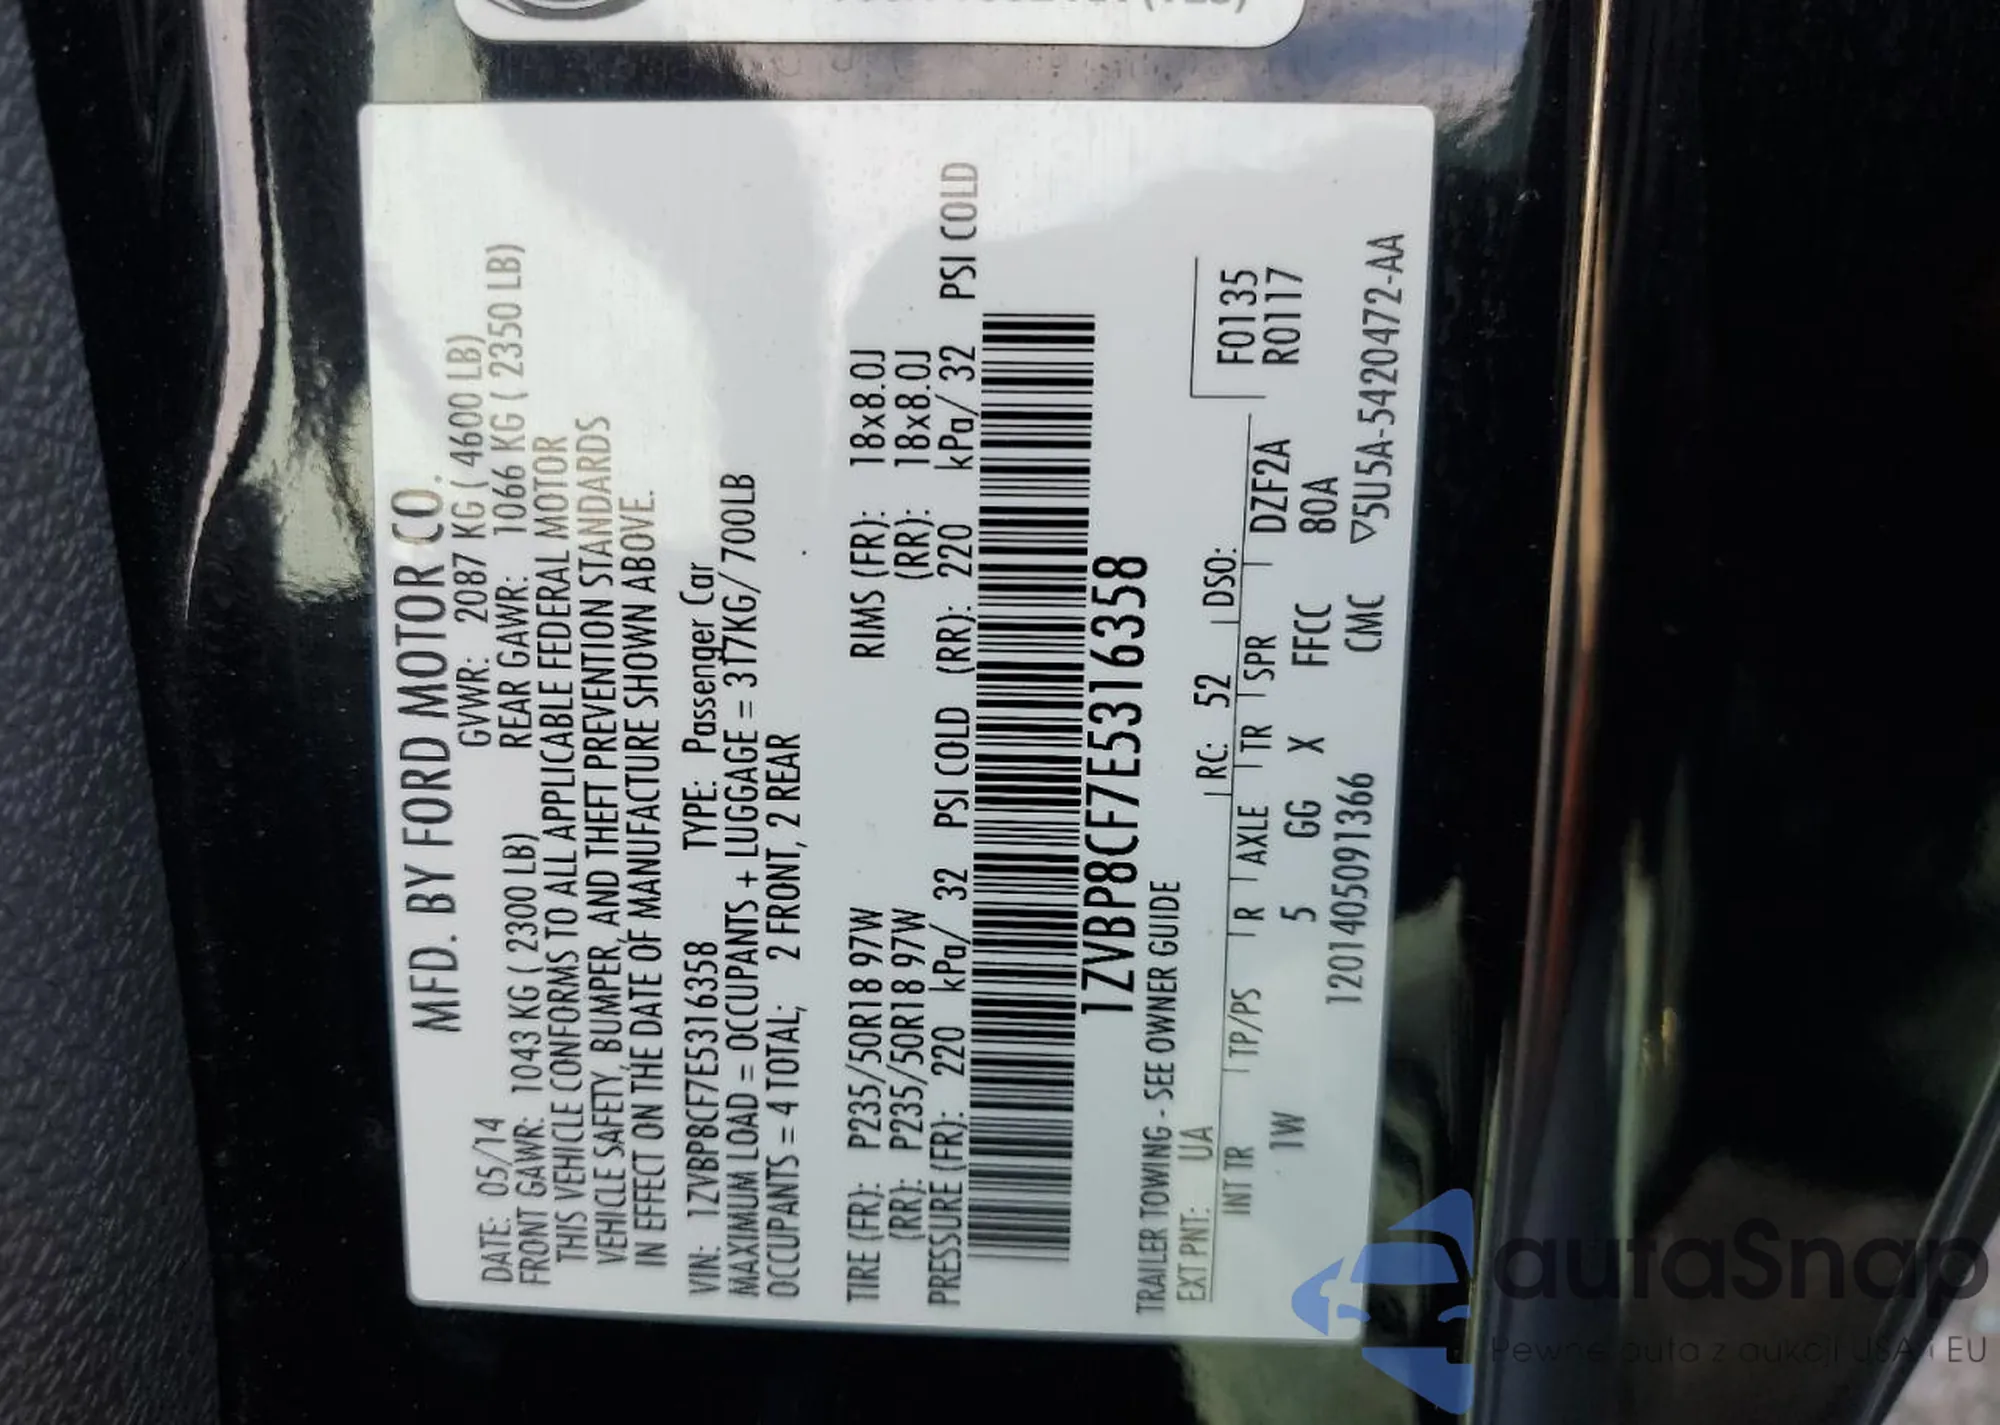 MFD. BY FORD MOTOR CO.
DATE: 05/14 GVWR: 2087 KG ( 4600 LB)
FRONT GAWR: 1043 KG ( 2300 LB) REAR GAWR: 1066 KG ( 2350 LB)
THIS VEHICLE CONFORMS TO ALL APPLICABLE FEDERAL MOTOR
VEHICLE SAFETY, BUMPER, AND THEFT PREVENTION STANDARDS
IN EFFECT ON THE DATE OF MANUFACTURE SHOWN ABOVE.
VIN: 1ZVBP8CF7E5316358 TYPE: Passenger Car
MAXIMUM LOAD = OCCUPANTS + LUGGAGE = 317KG/700LB
OCCUPANTS = 4 TOTAL; 2 FRONT, 2 REAR
TIRE (FR): P235/50R18 97W RIMS (FR): 18x8.0J
(RR): P235/50R18 97W (RR): 18x8.0J
PRESSURE (FR): 220 kPa/ 32 PSI COLD (RR): 220 kPa/ 32 PSI COLD
1ZVBP8CF7E5316358
TRAILER TOWING - SEE OWNER GUIDE
EXT PNT: UA RC: 52 DSO: F0135
INT TR TP/PS R AXLE TR SPR DZF2A R0117
1W 5 GG X FFCC 80A
1201405091366 CMC ▽5U5A-5420472-AA
autaSnap
Pewne auta z aukcji USA i EU